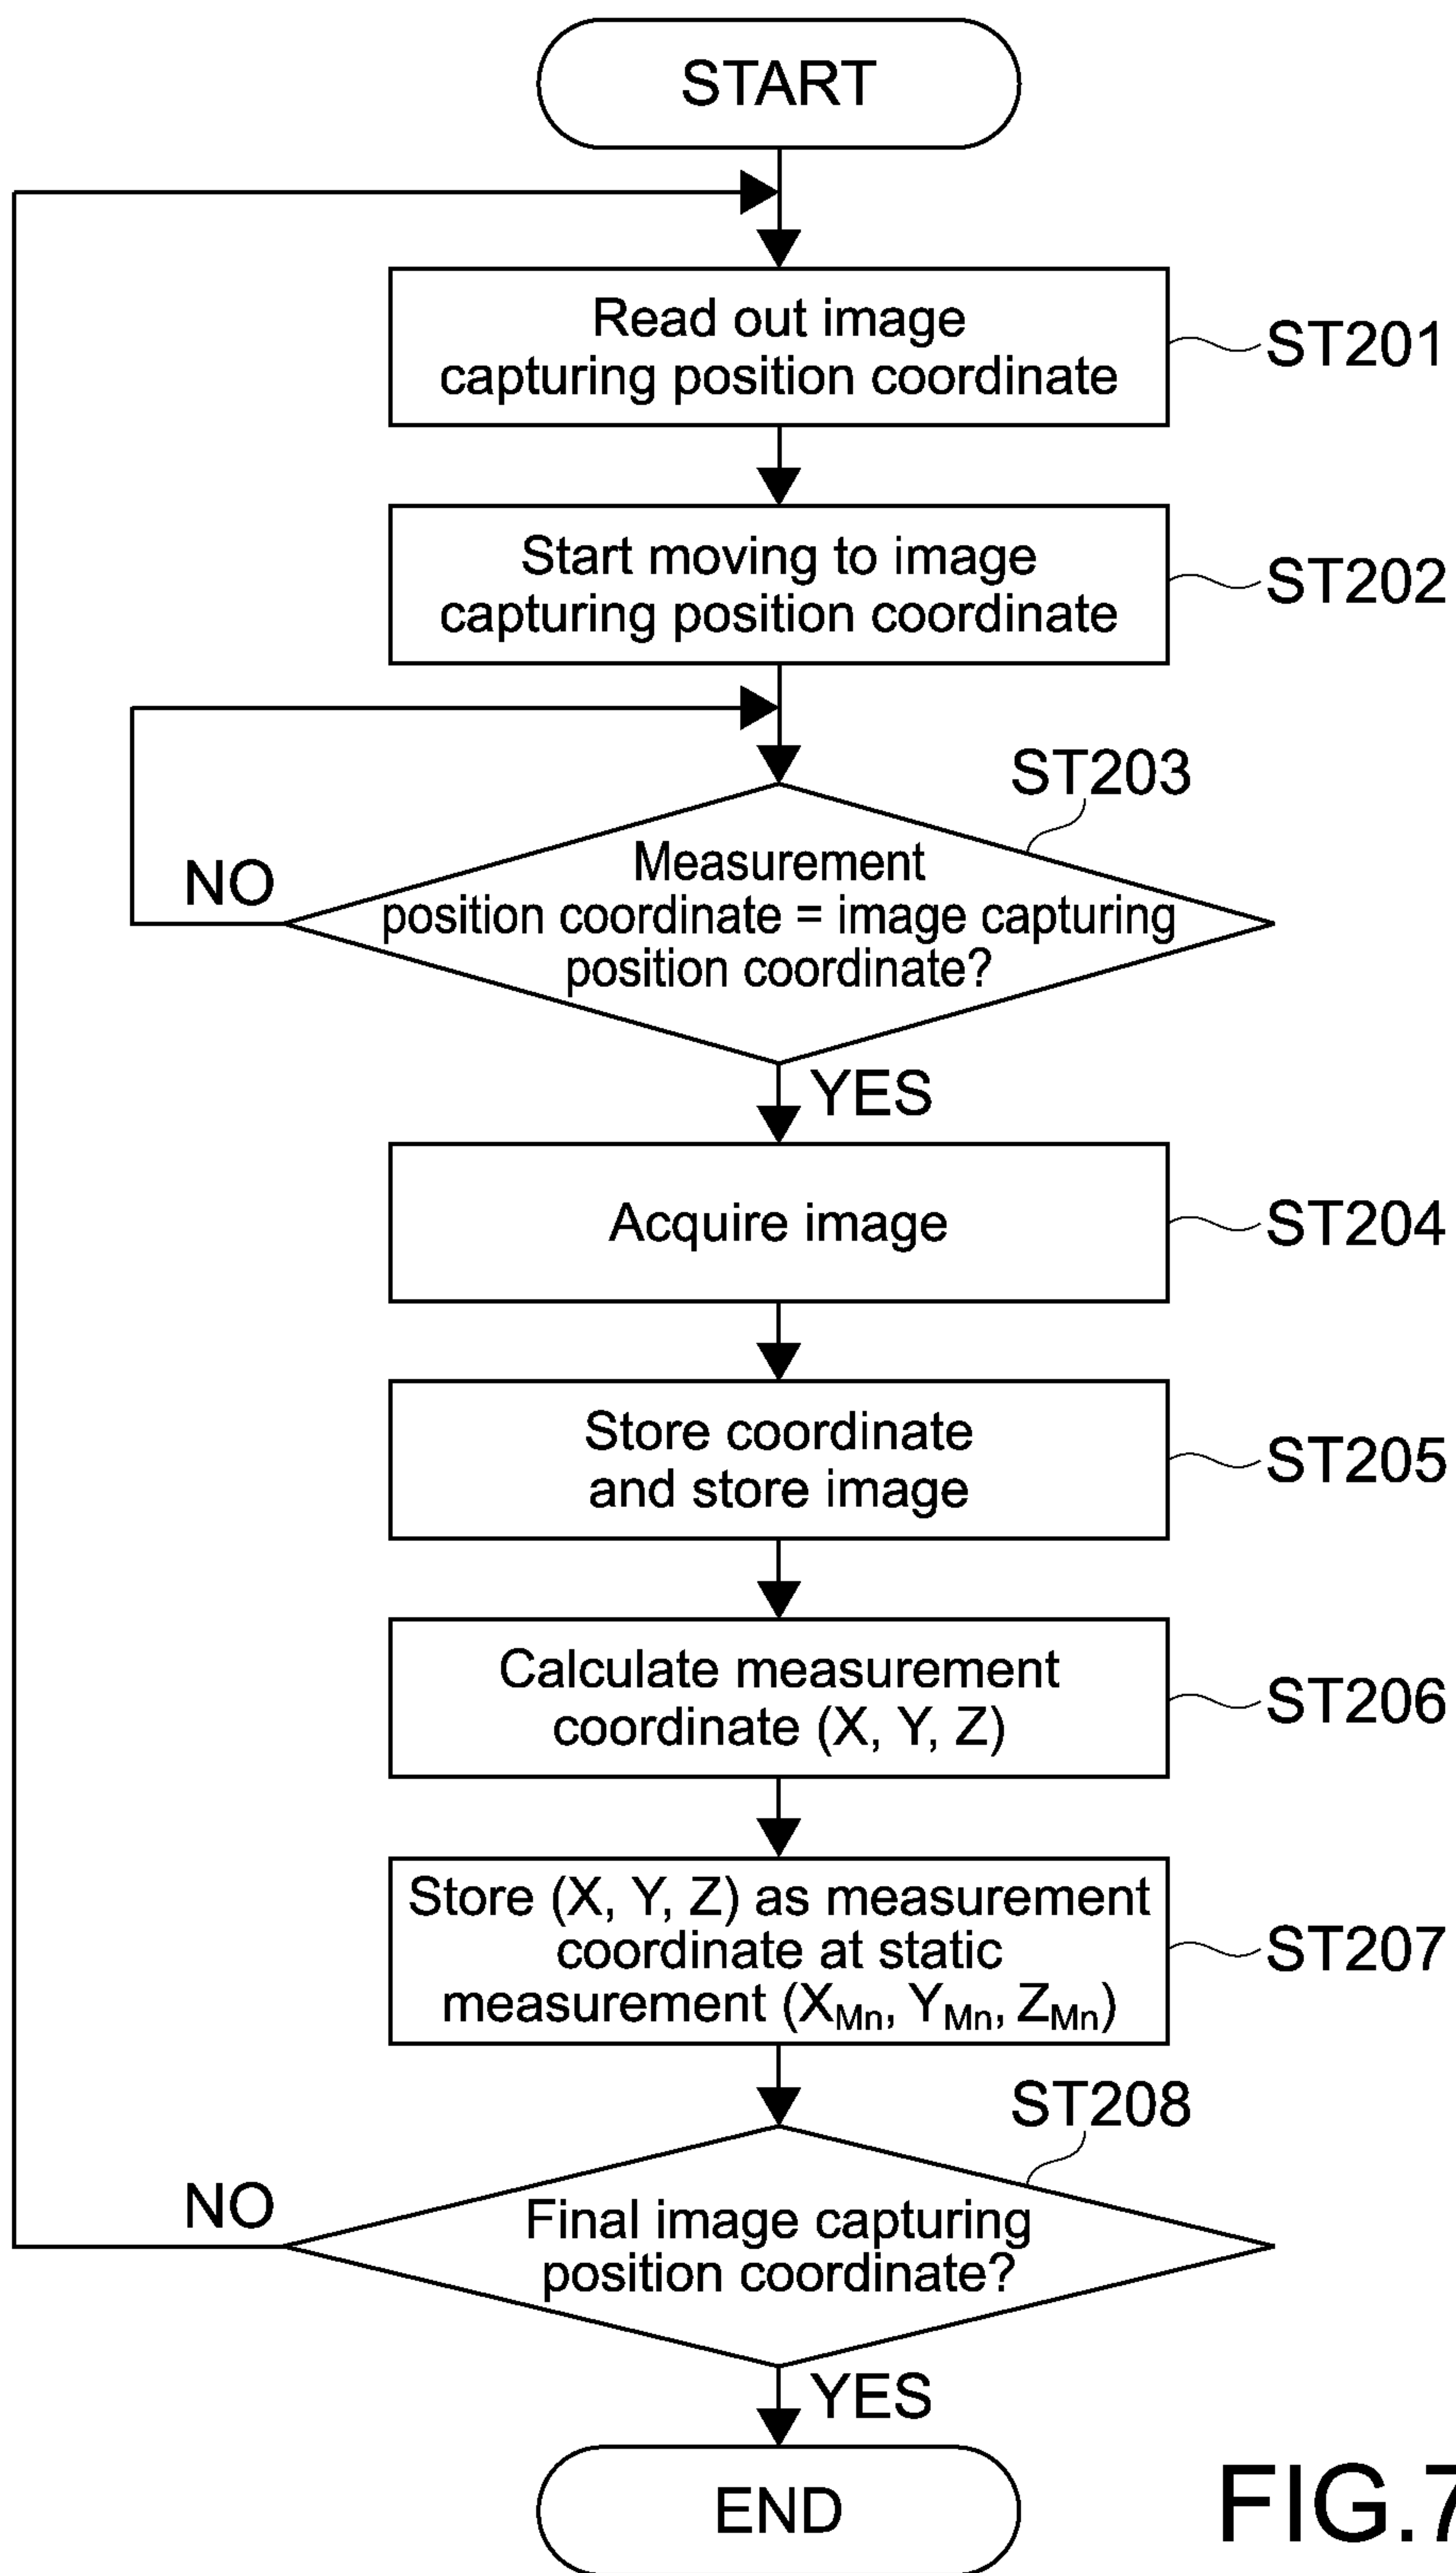 START
Read out image
capturing position coordinate
ST201
Start moving to image
capturing position coordinate
ST202
ST203
Measurement
position coordinate = image capturing
position coordinate?
NO
YES
Acquire image
ST204
Store coordinate
and store image
ST205
Calculate measurement
coordinate (X, Y, Z)
ST206
Store (X, Y, Z) as measurement
coordinate at static
measurement (XMn, YMn, ZMn)
ST207
ST208
Final image capturing
position coordinate?
NO
YES
END
FIG.7